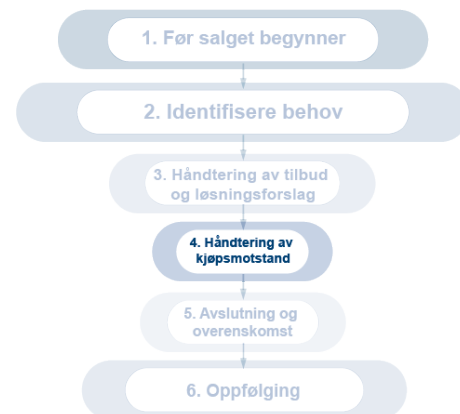 1. Før salget begynner
2. Identifisere behov
3. Håndtering av tilbud
og løsningsforslag
4. Håndtering av
kjøpsmotstand
5. Avslutning og
overenskomst
6. Oppfølging